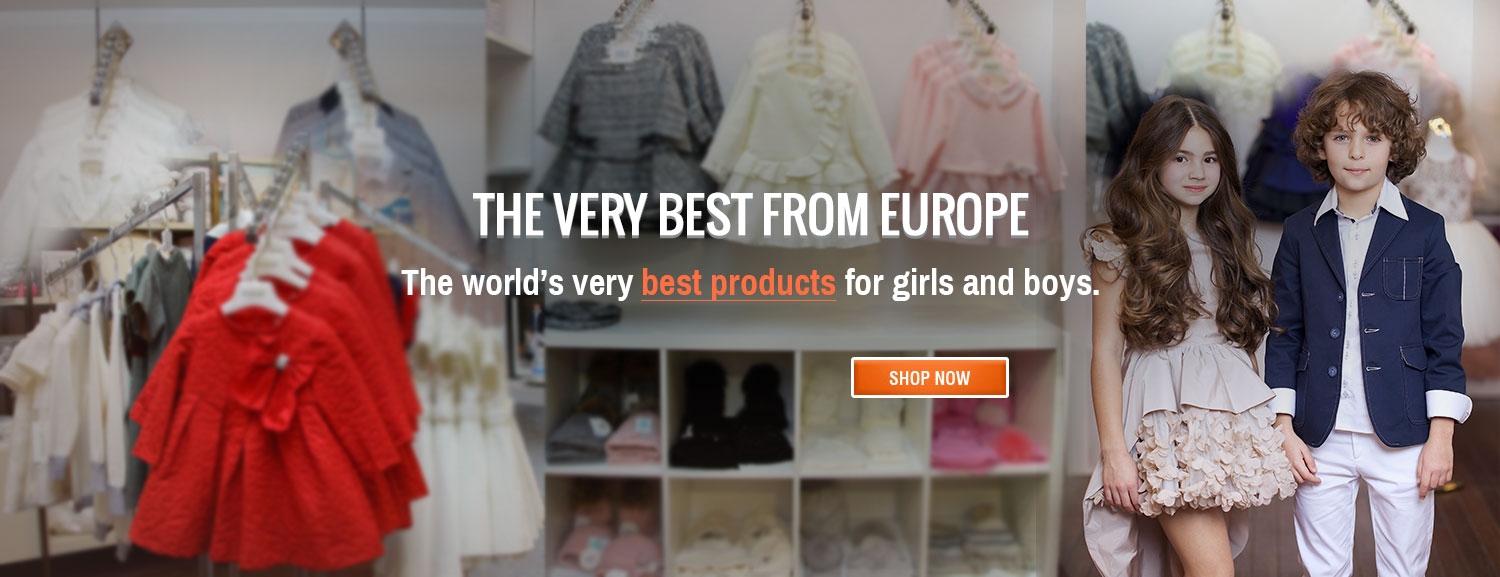 THE VERY BEST FROM EUROPE
The world’s very best products for girls and boys.
SHOP NOW